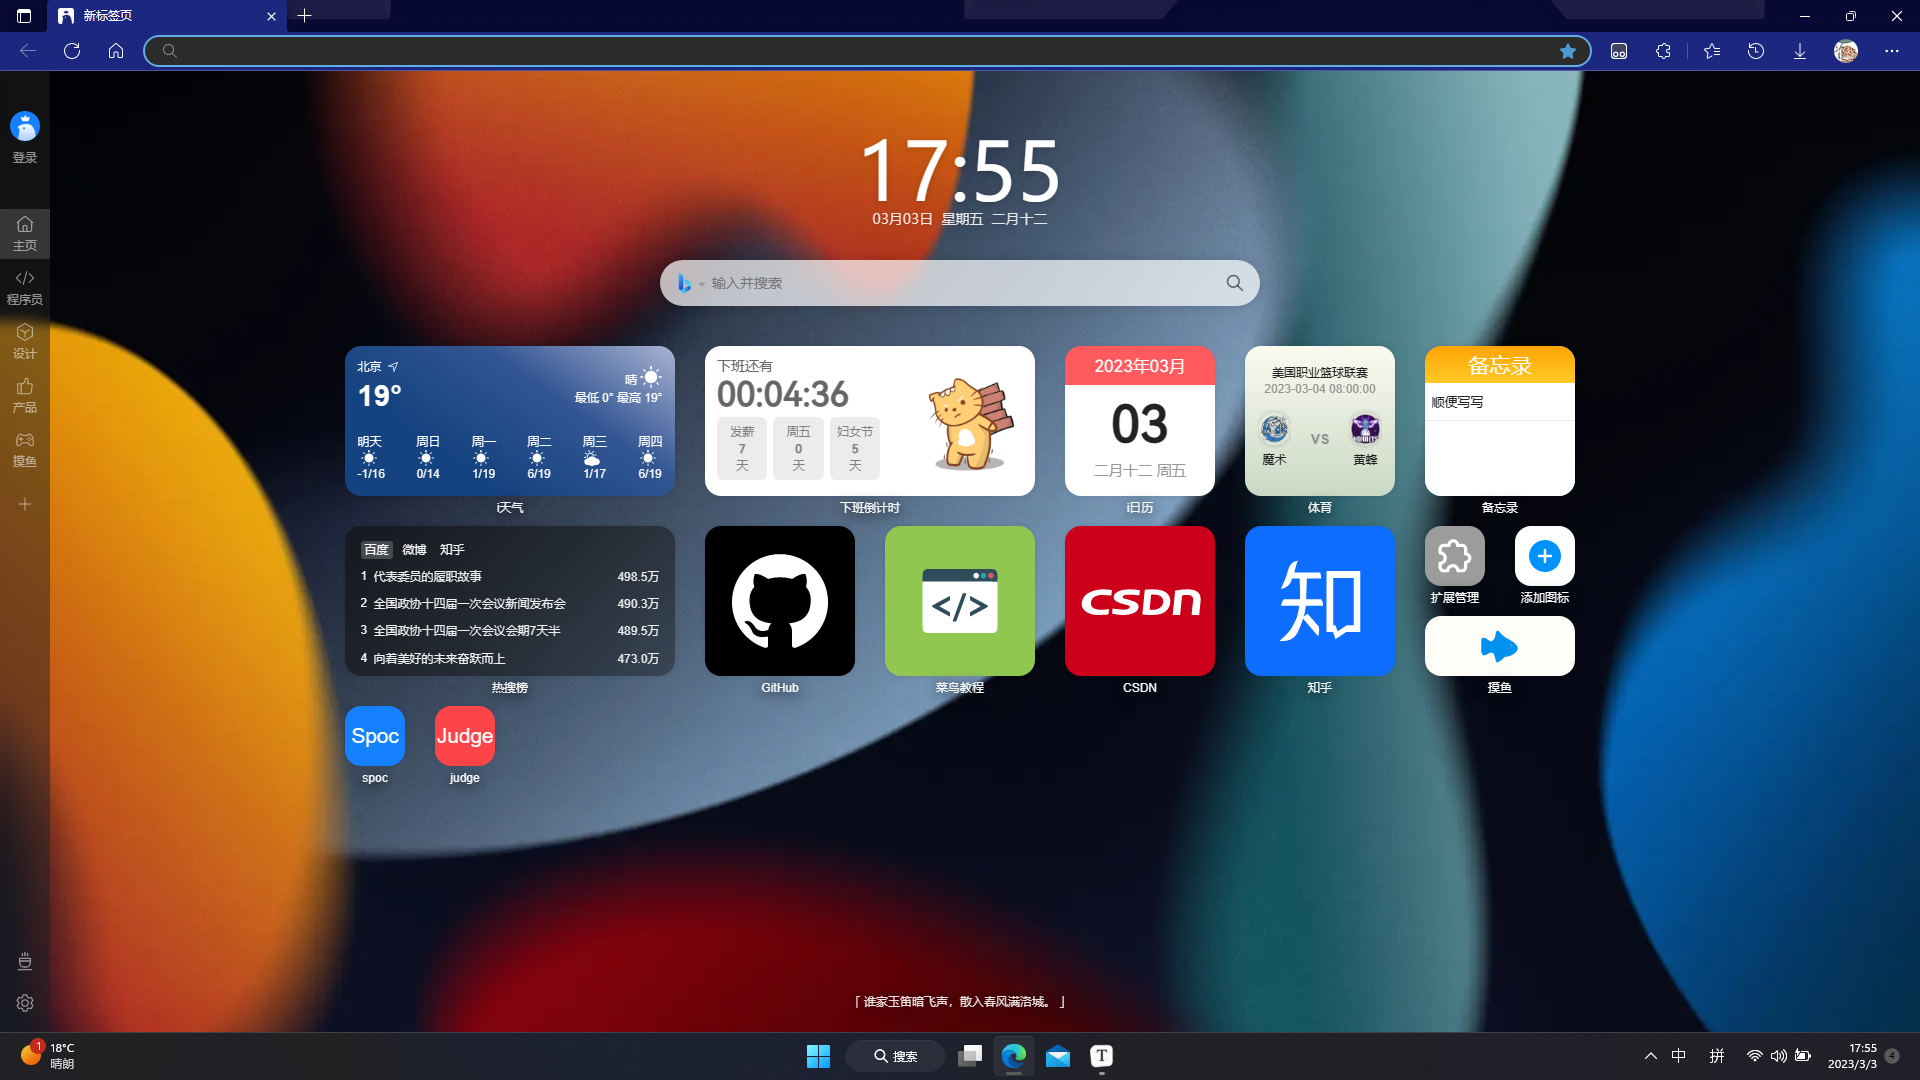 新标签页
登录
主页
程序员
设计
产品
摸鱼
17:55
03月03日 星期五 二月十二
输入并搜索
北京
19°
晴
最低 0° 最高 19°
明天 周日 周一 周二 周三 周四
-1/16 0/14 1/19 6/19 1/17 6/19
i天气
下班还有
00:04:36
发薪 周五 妇女节
7 0 5
天 天 天
下班倒计时
2023年03月
03
二月十二 周五
i日历
美国职业篮球联赛
2023-03-04 08:00:00
VS
HORNETS
魔术 黄蜂
体育
备忘录
顺便写写
备忘录
百度 微博 知乎
1 代表委员的履职故事 498.5万
2 全国政协十四届一次会议新闻发布会 490.3万
3 全国政协十四届一次会议会期7天半 489.5万
4 向着美好的未来奋跃而上 473.0万
热搜榜
GitHub
</>
菜鸟教程
CSDN
CSDN
知
知乎
扩展管理
添加图标
摸鱼
Spoc
spoc
Judge
judge
「 谁家玉笛暗飞声，散入春风满洛城。 」
1
18°C
晴朗
搜索
T
中
拼
17:55
2023/3/3
4